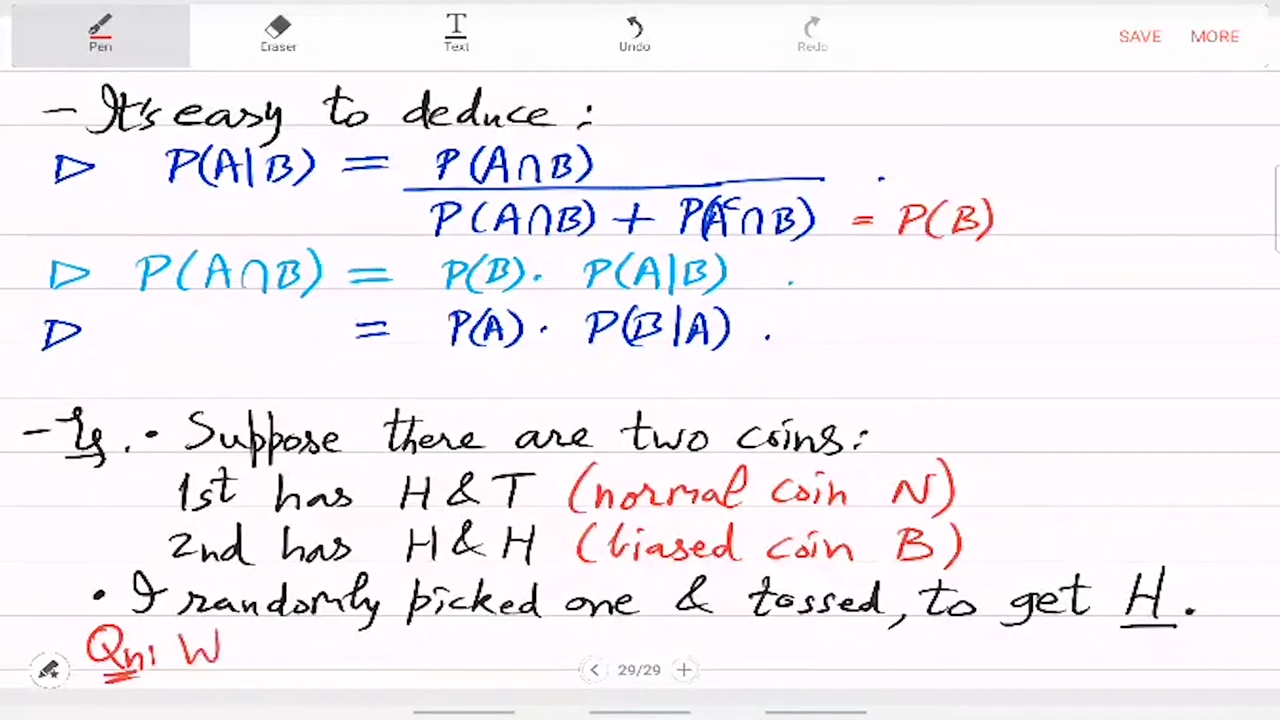 Pen Eraser Text Undo Redo SAVE MORE
- It's easy to deduce :
▷ P(A|B) = P(A∩B)
P(A∩B) + P(Aᶜ∩B) = P(B)
▷ P(A∩B) = P(B). P(A|B) .
▷ = P(A) . P(B|A) .
- Eg. • Suppose there are two coins:
1st has H & T (normal coin N)
2nd has H & H (biased coin B)
• I randomly picked one & tossed, to get H.
Qn: W
29/29